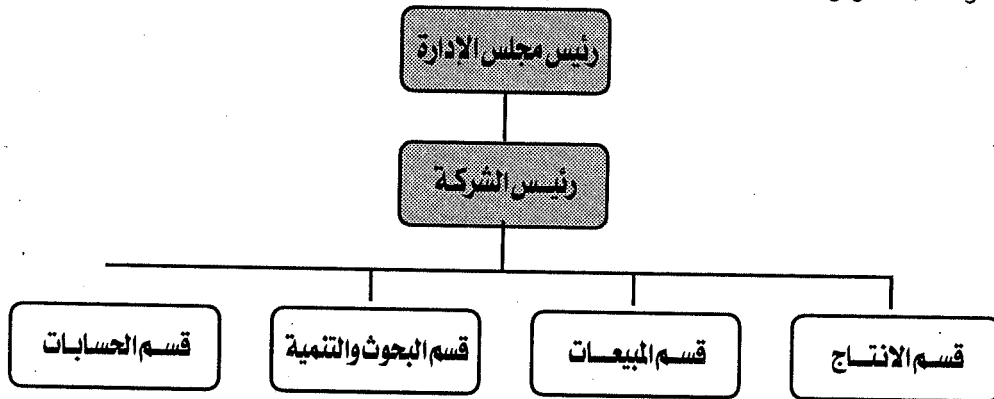 رئيس مجلس الإدارة
رئيس الشركة
قسم الانتاج
قسم المبيعات
قسم البحوث والتنمية
قسم الحسابات